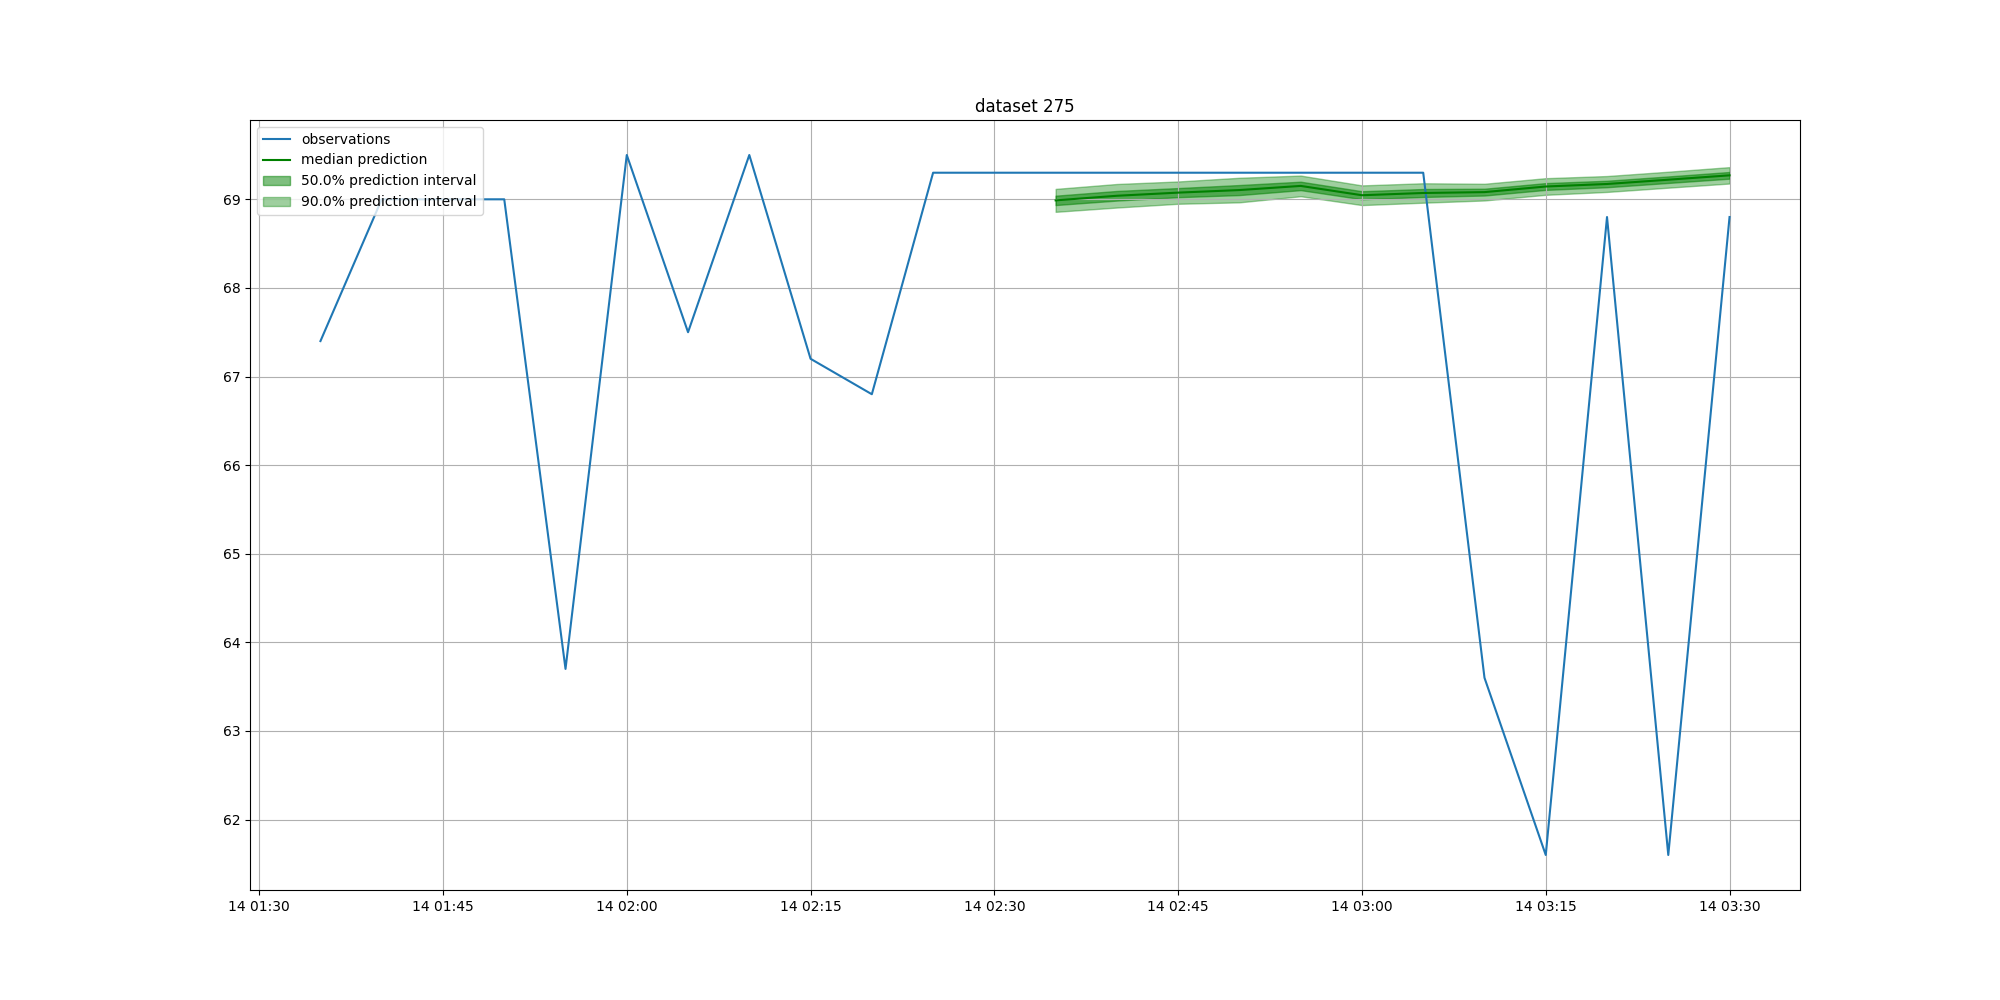 dataset 275
observations
median prediction
50.0% prediction interval
90.0% prediction interval
69
68
67
66
65
64
63
62
14 01:30 14 01:45 14 02:00 14 02:15 14 02:30 14 02:45 14 03:00 14 03:15 14 03:30